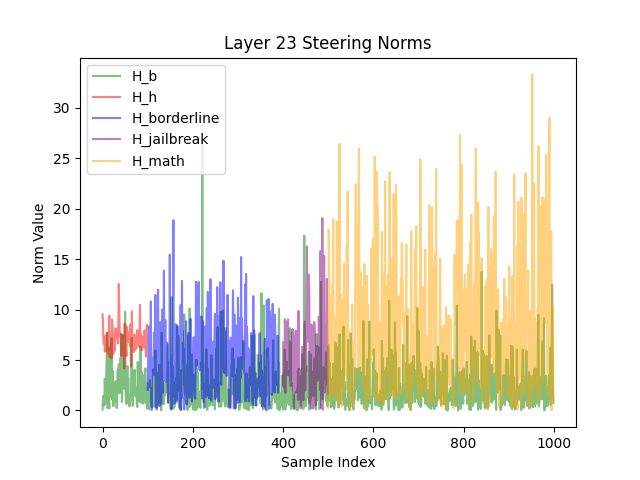 Layer 23 Steering Norms
H_b
H_h
H_borderline
H_jailbreak
H_math
Norm Value
30
25
20
15
10
5
0
0
200
400
600
800
1000
Sample Index